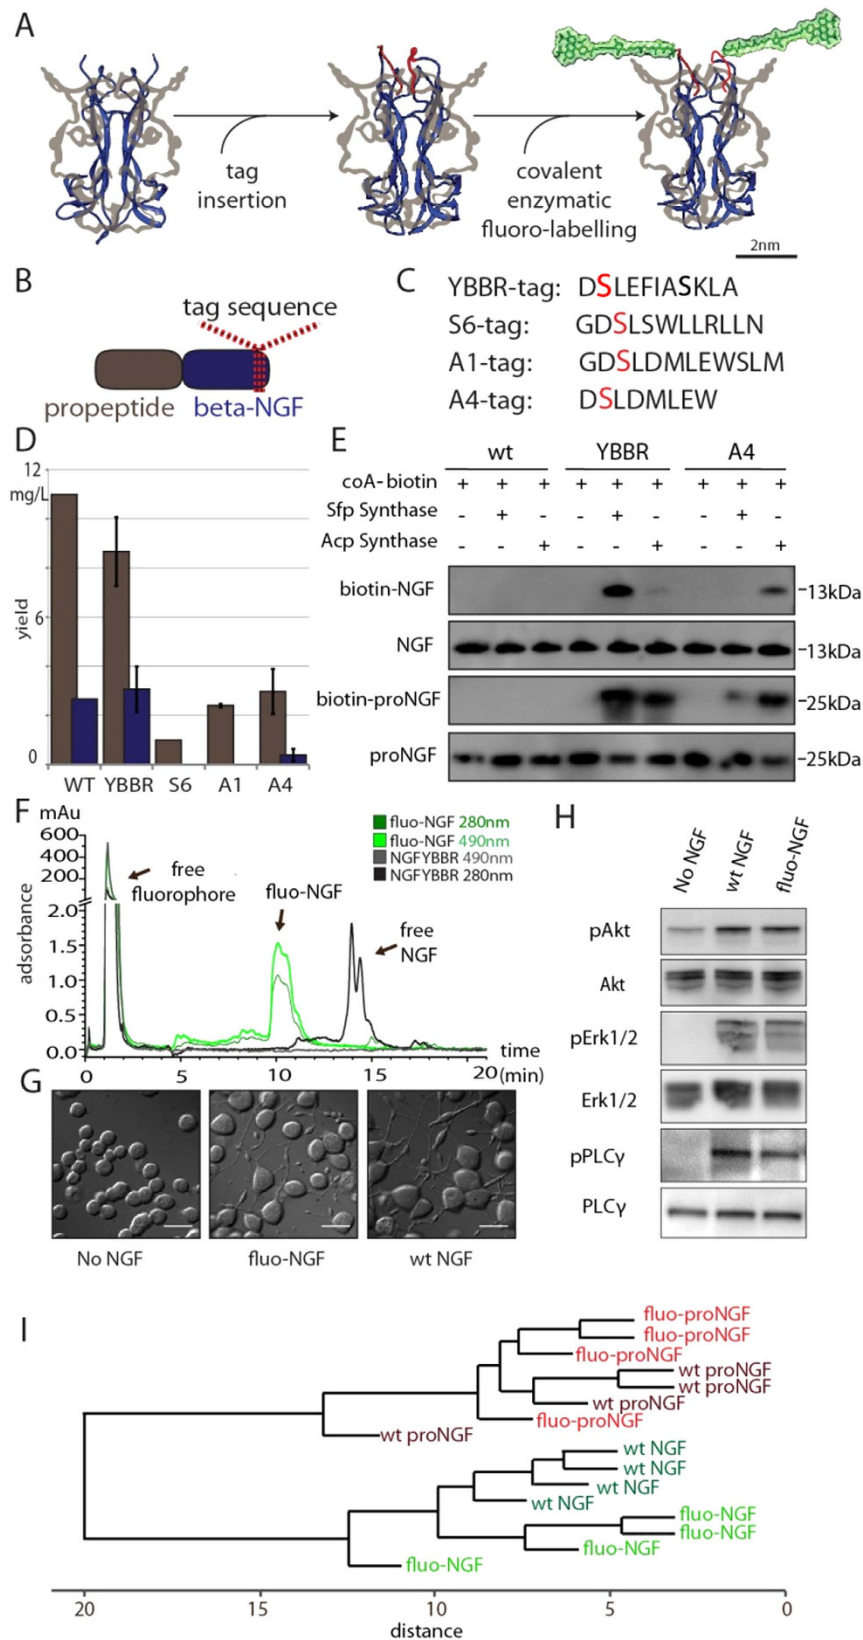 A
tag
insertion
covalent
enzymatic
fluoro-labelling
2nm
B
tag sequence
propeptide
beta-NGF
C
YBBR-tag: DSLEFIASKLA
S6-tag: GDSLSWLLRLLN
A1-tag: GDSLDMLEWSLM
A4-tag: DSLDMLEW
D
12
mg/L
6
0
yield
WT YBBR S6 A1 A4
E
wt YBBR A4
coA-biotin + + + + + + + + +
Sfp Synthase - + - - + - - + -
Acp Synthase - - + - - + - - +
biotin-NGF -13kDa
NGF -13kDa
biotin-proNGF -25kDa
proNGF -25kDa
F
mAu
600
400
200
2.0
1.5
1.0
0.5
0.0
adsorbance
free
fluorophore
fluo-NGF
free
NGF
fluo-NGF 280nm
fluo-NGF 490nm
NGFYBBR 490nm
NGFYBBR 280nm
0 5 10 15 20
time
(min)
G
No NGF
fluo-NGF
wt NGF
H
No NGF
wt NGF
fluo-NGF
pAkt
Akt
pErk1/2
Erk1/2
pPLCγ
PLCγ
I
fluo-proNGF
fluo-proNGF
fluo-proNGF
wt proNGF
wt proNGF
wt proNGF
fluo-proNGF
wt proNGF
wt NGF
wt NGF
wt NGF
wt NGF
fluo-NGF
fluo-NGF
fluo-NGF
fluo-NGF
20 15 10 5 0
distance